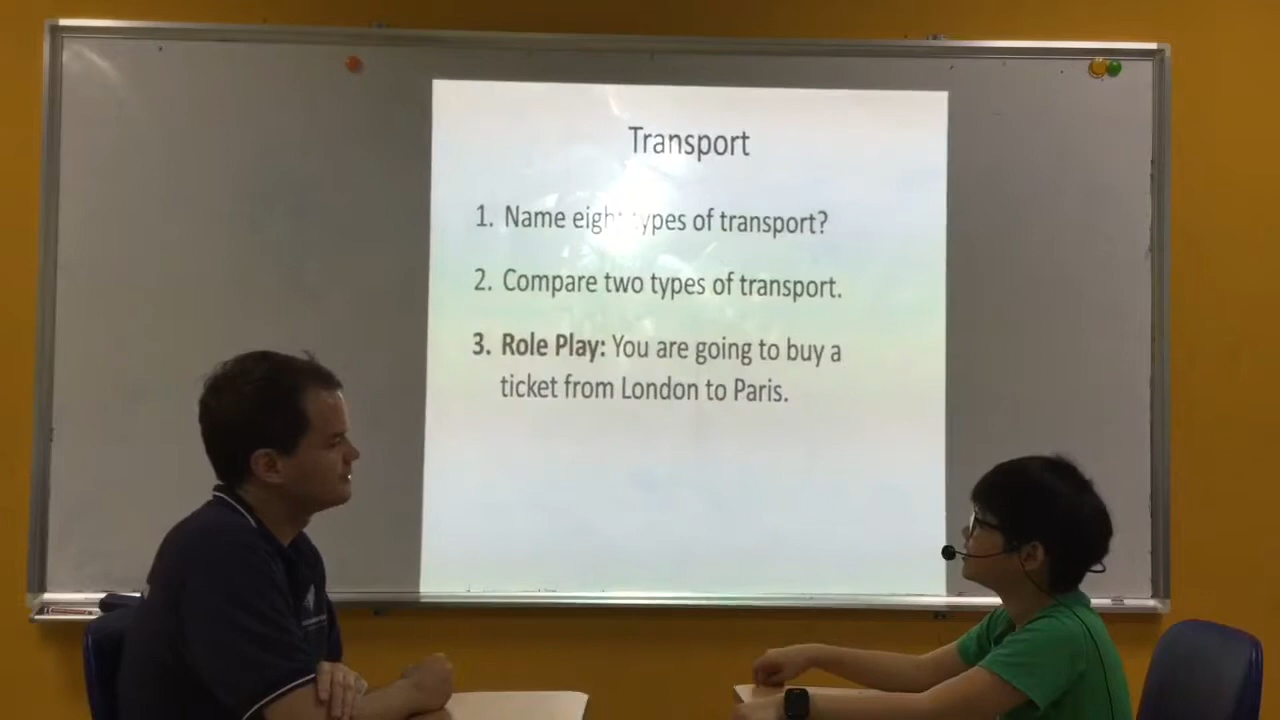 Transport
1. Name eight types of transport?
2. Compare two types of transport.
3. Role Play: You are going to buy a
ticket from London to Paris.